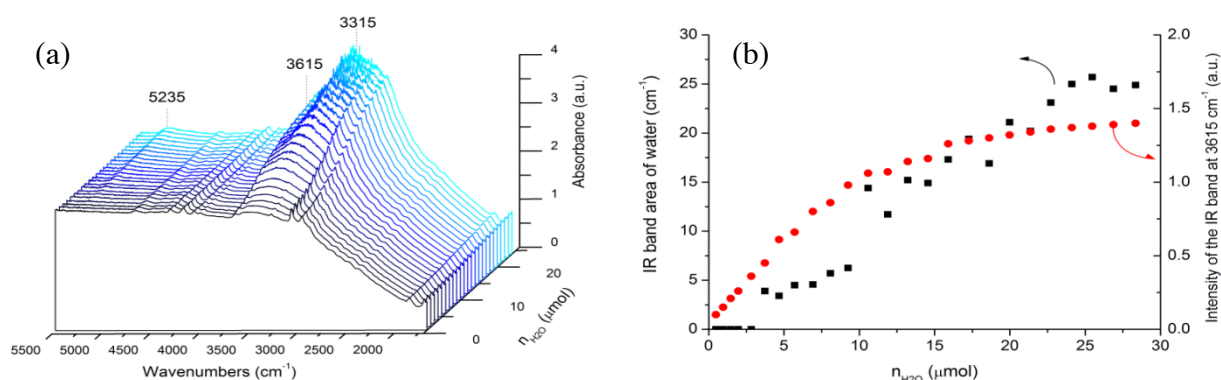 (a)
3315
3615
5235
4
3
2
1
0
Absorbance (a.u.)
20
10
0
n_H2O (μmol)
5500 5000 4500 4000 3500 3000 2500 2000
Wavenumbers (cm⁻¹)
(b)
30
25
20
15
10
5
0
IR band area of water (cm⁻¹)
2.0
1.5
1.0
0.5
0.0
Intensity of the IR band at 3615 cm⁻¹ (a.u.)
0 5 10 15 20 25 30
n_H2O (μmol)